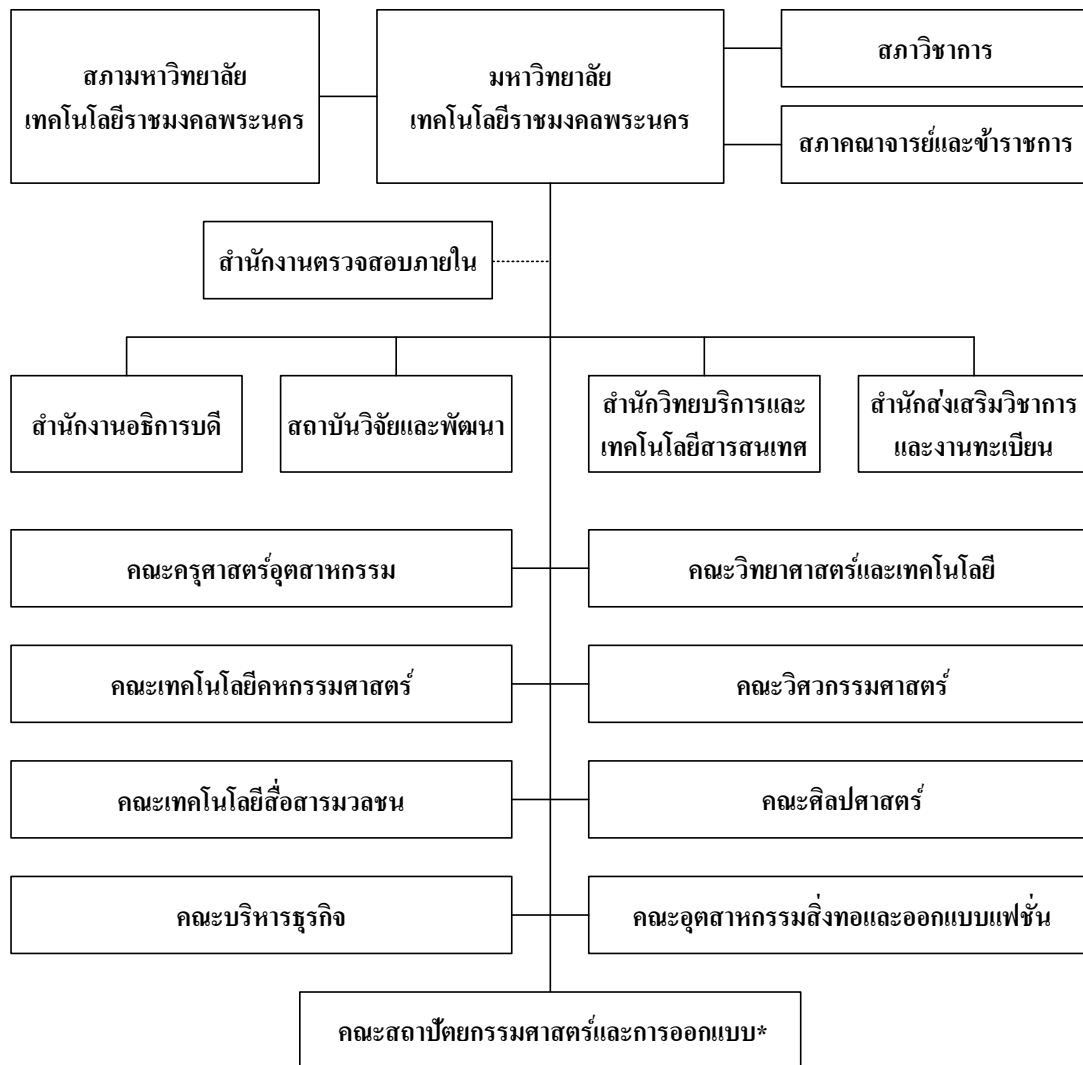 สภามหาวิทยาลัย
เทคโนโลยีราชมงคลพระนคร
มหาวิทยาลัย
เทคโนโลยีราชมงคลพระนคร
สภาวิชาการ
สภาคณาจารย์และข้าราชการ
สำนักงานตรวจสอบภายใน
สำนักงานอธิการบดี
สถาบันวิจัยและพัฒนา
สำนักวิทยบริการและ
เทคโนโลยีสารสนเทศ
สำนักส่งเสริมวิชาการ
และงานทะเบียน
คณะครุศาสตร์อุตสาหกรรม
คณะวิทยาศาสตร์และเทคโนโลยี
คณะเทคโนโลยีคหกรรมศาสตร์
คณะวิศวกรรมศาสตร์
คณะเทคโนโลยีสื่อสารมวลชน
คณะศิลปศาสตร์
คณะบริหารธุรกิจ
คณะอุตสาหกรรมสิ่งทอและออกแบบแฟชั่น
คณะสถาปัตยกรรมศาสตร์และการออกแบบ*